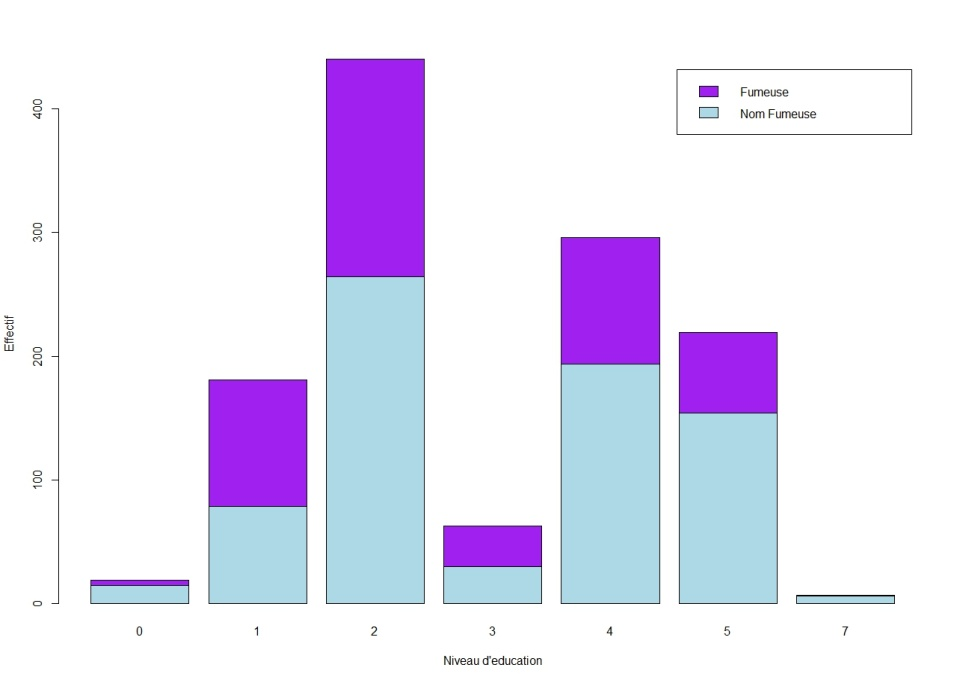 Fumeuse
Nom Fumeuse
400
300
200
100
0
Effectif
0 1 2 3 4 5 7
Niveau d'education